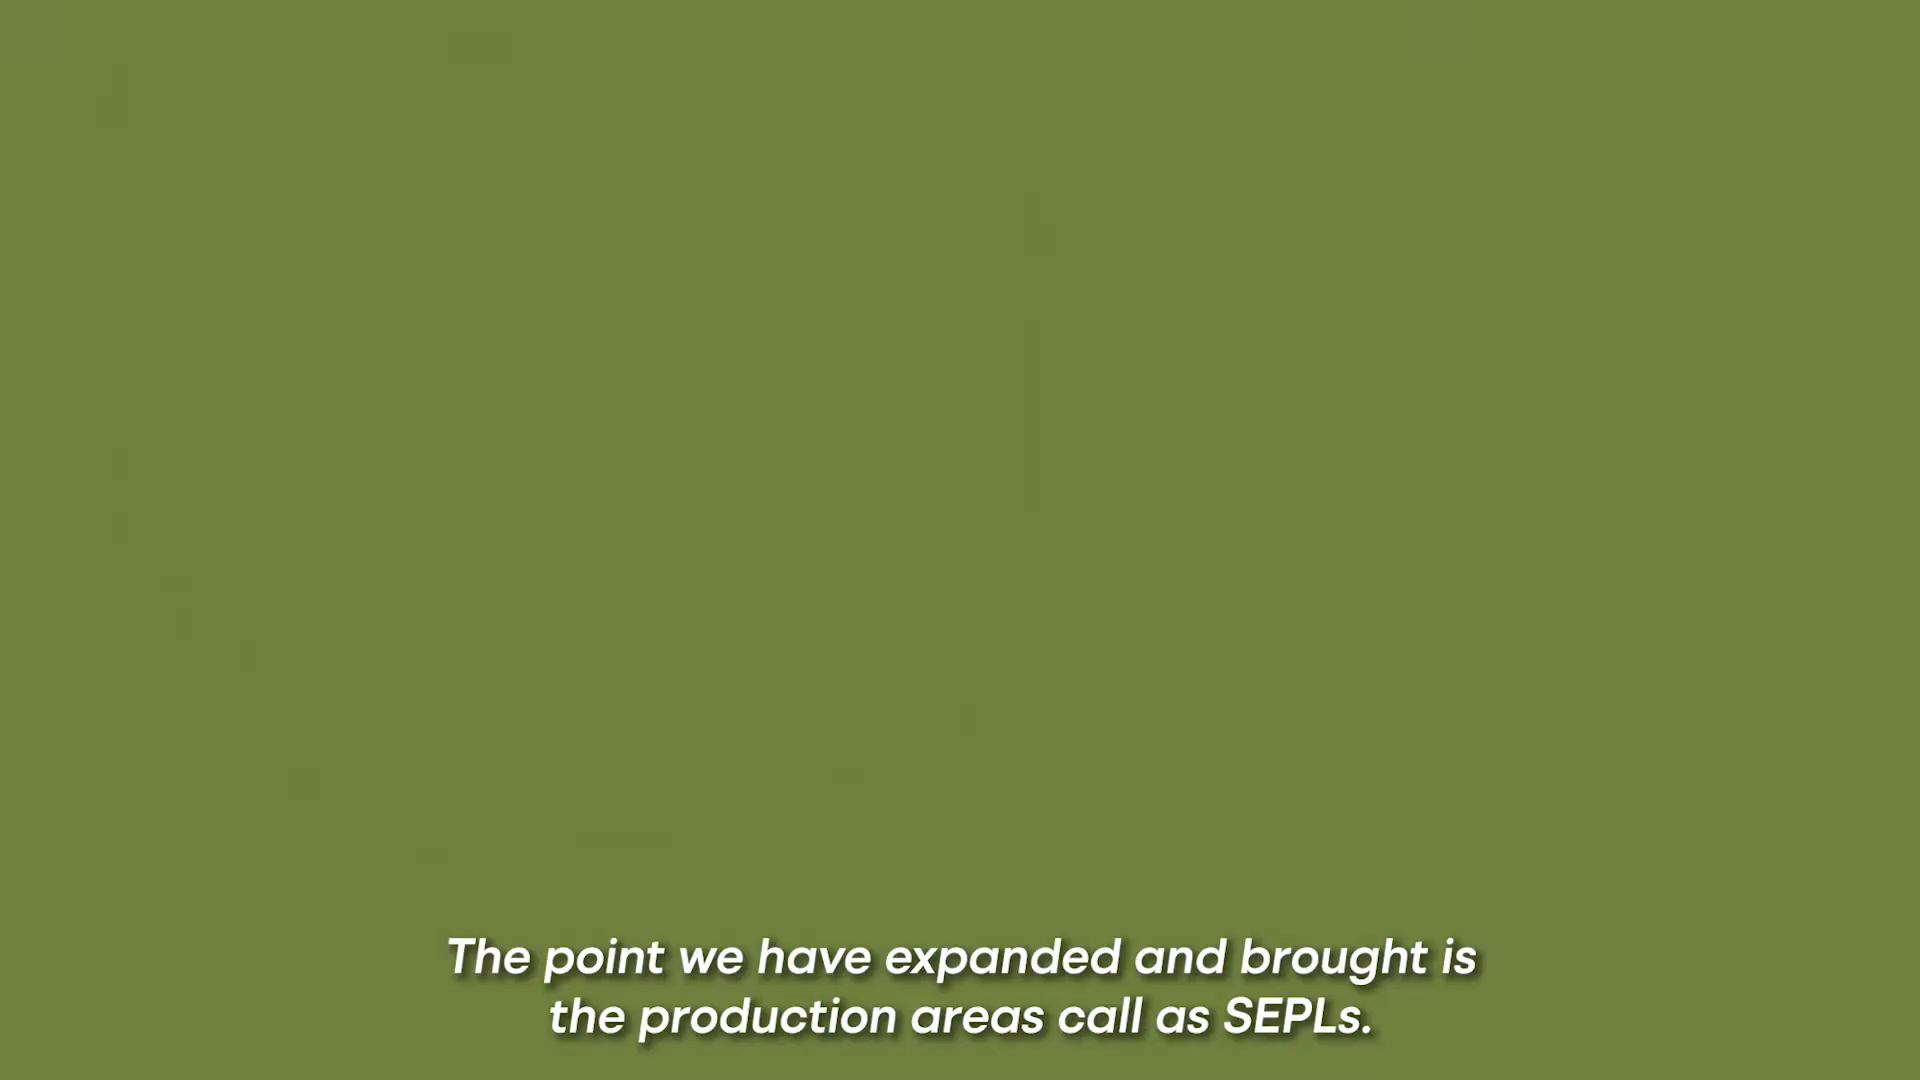 The point we have expanded and brought is
the production areas call as SEPLs.